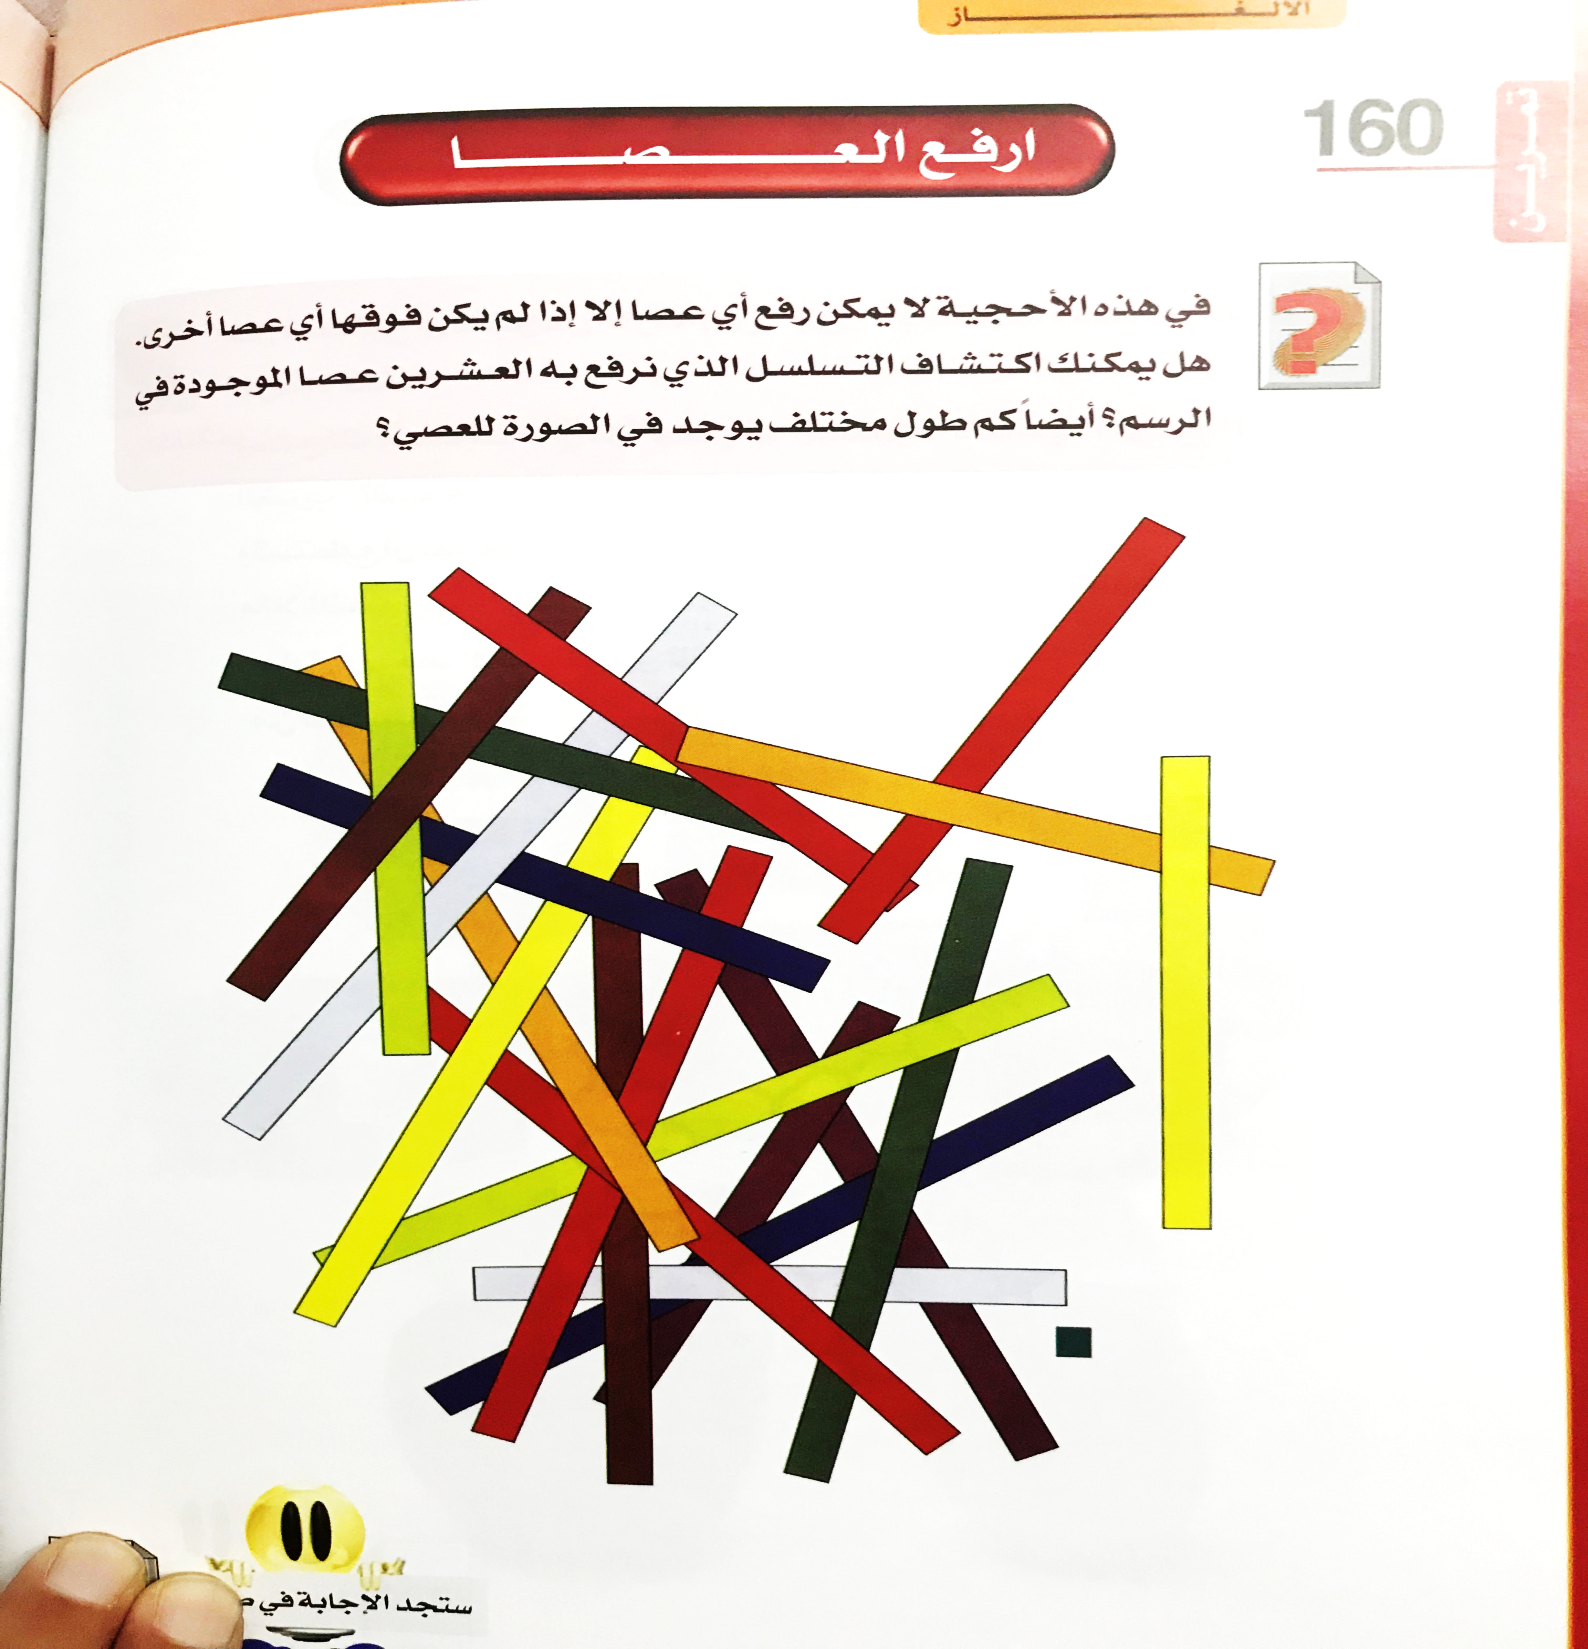 الألغاز
تمرين
160
ارفع العصا
في هذه الأحجية لا يمكن رفع أي عصا إلا إذا لم يكن فوقها أي عصا أخرى.
هل يمكنك اكتشاف التسلسل الذي نرفع به العشرين عصا الموجودة في
الرسم؟ أيضاً كم طول مختلف يوجد في الصورة للعصي؟
?
ستجد الإجابة في